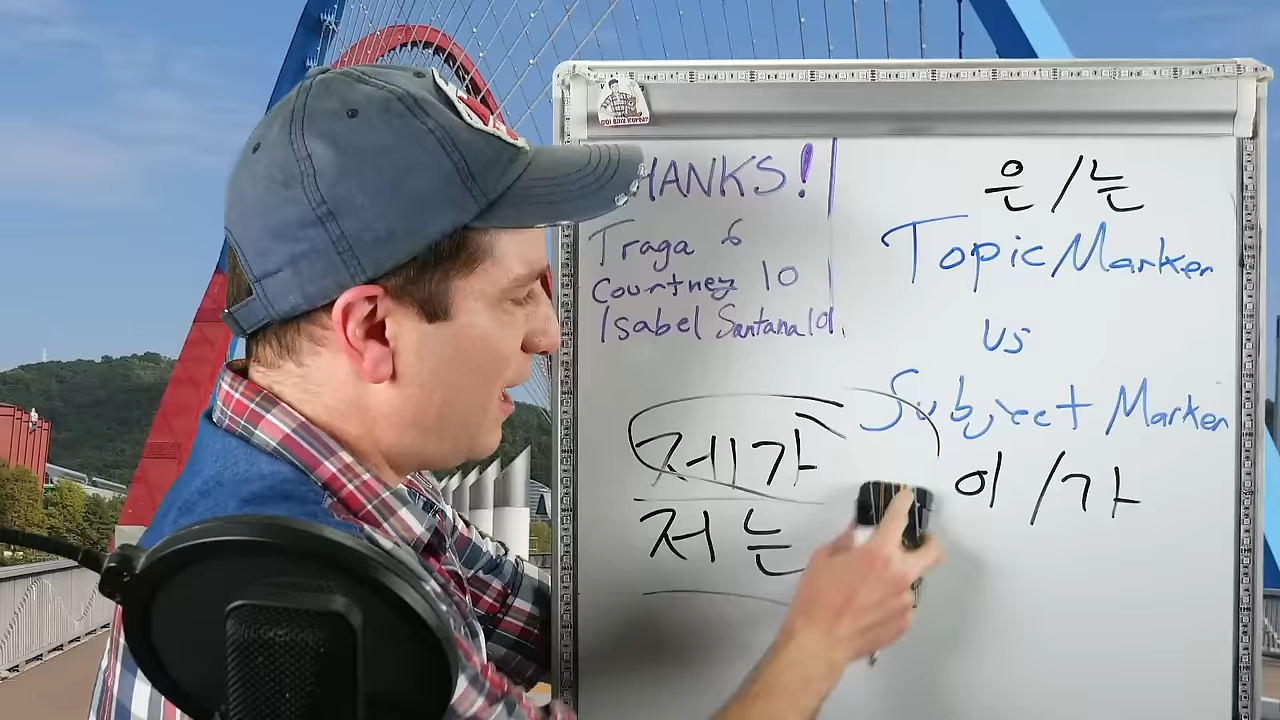 HANKS!
Traga 6
Courtney 10
Isabel Santana 101
제가
저는
은/는
Topic Marker
vs
Subject Marker
이/가